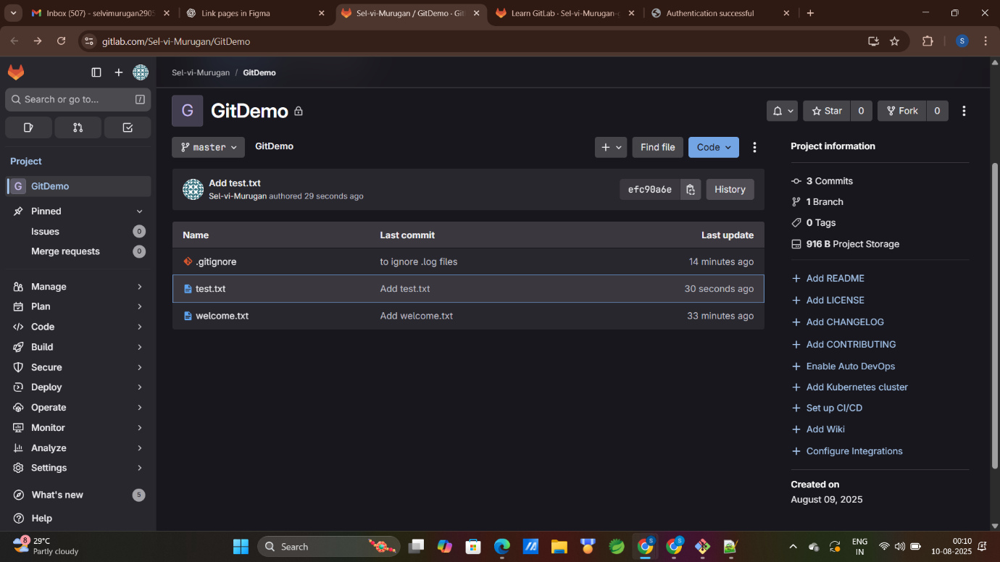 Inbox (507) - selvimurugan290
Link pages in Figma
Sel-vi-Murugan / GitDemo · Git
Learn GitLab · Sel-vi-Murugan-g
Authentication successful
gitlab.com/Sel-vi-Murugan/GitDemo
S
Search or go to...
/
Project
G GitDemo
Pinned
Issues 0
Merge requests 0
Manage
Plan
Code
Build
Secure
Deploy
Operate
Monitor
Analyze
Settings
What's new 5
Help
Sel-vi-Murugan / GitDemo
G GitDemo
Star 0 Fork 0
master GitDemo
Find file Code
Add test.txt
Sel-vi-Murugan authored 29 seconds ago
efc90a6e History
Name Last commit Last update
.gitignore to ignore .log files 14 minutes ago
test.txt Add test.txt 30 seconds ago
welcome.txt Add welcome.txt 33 minutes ago
Project information
3 Commits
1 Branch
0 Tags
916 B Project Storage
Add README
Add LICENSE
Add CHANGELOG
Add CONTRIBUTING
Enable Auto DevOps
Add Kubernetes cluster
Set up CI/CD
Add Wiki
Configure Integrations
Created on
August 09, 2025
8
29°C
Partly cloudy
Search
S
S
ENG
IN
00:10
10-08-2025